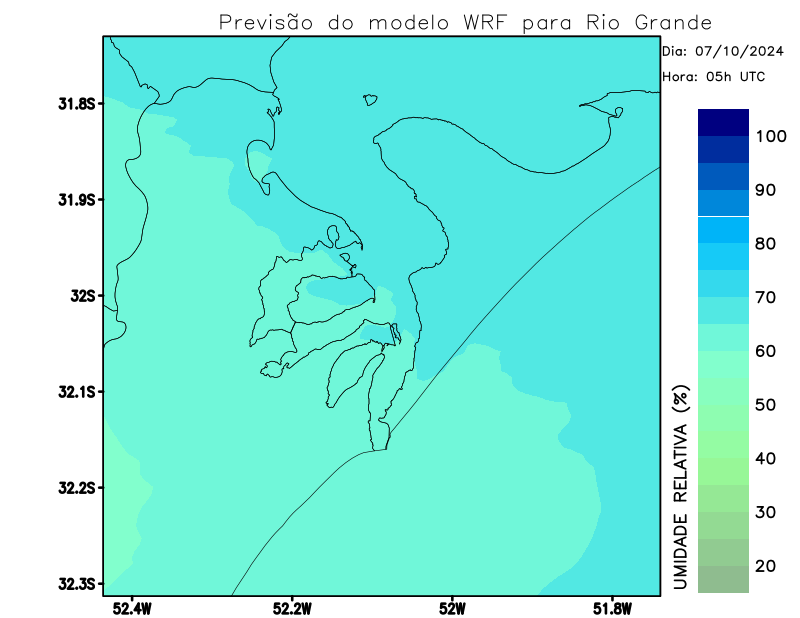 Previsão do modelo WRF para Rio Grande
Dia: 07/10/2024
Hora: 05h UTC
31.8S
31.9S
32S
32.1S
32.2S
32.3S
52.4W
52.2W
52W
51.8W
UMIDADE RELATIVA (%)
100
90
80
70
60
50
40
30
20